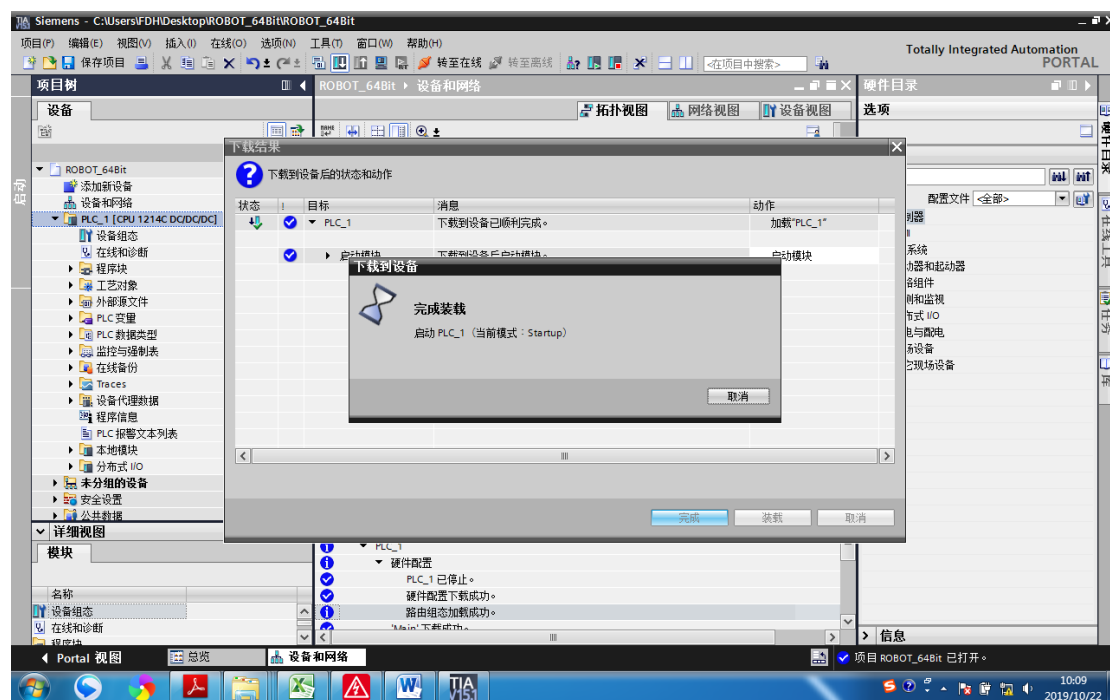 Siemens - C:\Users\FDH\Desktop\ROBOT_64Bit\ROBOT_64Bit
项目(P) 编辑(E) 视图(V) 插入(I) 在线(O) 选项(N) 工具(T) 窗口(W) 帮助(H)
Totally Integrated Automation
PORTAL
保存项目 转至在线 转至离线 <在项目中搜索>
项目树
ROBOT_64Bit 设备和网络
硬件目录
设备
拓扑视图 网络视图 设备视图
选项
下载结果
下载到设备后的状态和动作
状态 ! 目标 消息 动作
PLC_1 下载到设备已顺利完成。 加载"PLC_1"
启动模块 下载到设备后启动模块。 启动模块
下载到设备
完成装载
启动 PLC_1（当前模式：Startup）
取消
完成 装载 取消
ROBOT_64Bit
添加新设备
设备和网络
PLC_1 [CPU 1214C DC/DC/DC]
设备组态
在线和诊断
程序块
工艺对象
外部源文件
PLC 变量
PLC 数据类型
监控与强制表
在线备份
Traces
设备代理数据
程序信息
PLC 报警文本列表
本地模块
分布式 I/O
未分组的设备
安全设置
公共数据
启动
配置文件 <全部>
系统
动器和起动器
组件
和监视
布式 I/O
电与配电
场设备
它现场设备
硬件目录
库
详细视图
模块
名称
设备组态
在线和诊断
程序块
PLC_1
硬件配置
PLC_1 已停止。
硬件配置下载成功。
路由组态加载成功。
'Main' 下载成功。
信息
Portal 视图 总览 设备和网络
项目 ROBOT_64Bit 已打开。
TIA
V15.1
10:09
2019/10/2